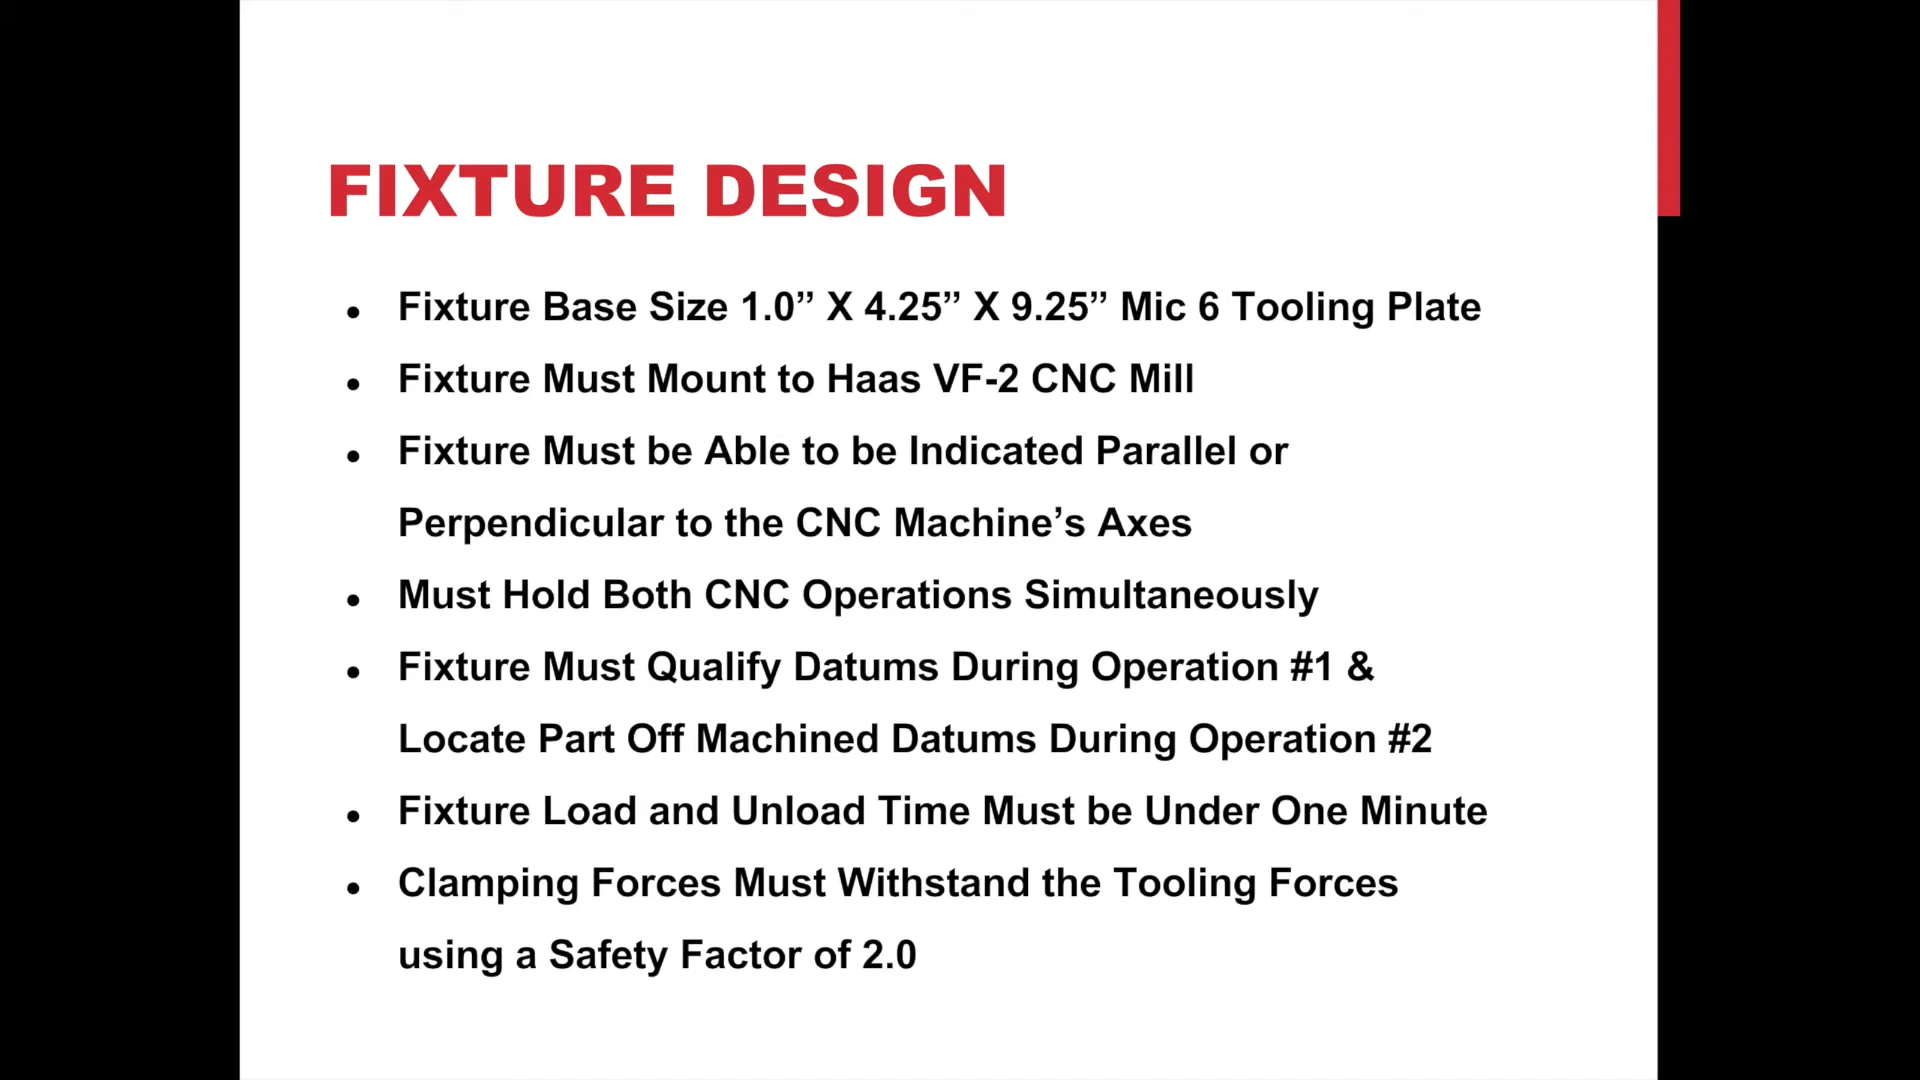 FIXTURE DESIGN
• Fixture Base Size 1.0” X 4.25” X 9.25” Mic 6 Tooling Plate
• Fixture Must Mount to Haas VF-2 CNC Mill
• Fixture Must be Able to be Indicated Parallel or
Perpendicular to the CNC Machine’s Axes
• Must Hold Both CNC Operations Simultaneously
• Fixture Must Qualify Datums During Operation #1 &
Locate Part Off Machined Datums During Operation #2
• Fixture Load and Unload Time Must be Under One Minute
• Clamping Forces Must Withstand the Tooling Forces
using a Safety Factor of 2.0